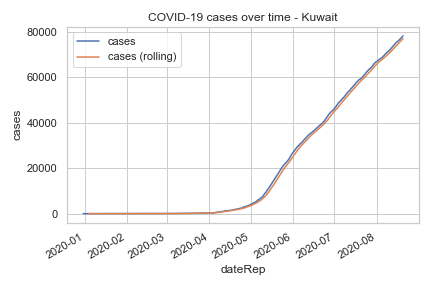 COVID-19 cases over time - Kuwait
cases
cases (rolling)
80000
60000
40000
20000
0
cases
2020-01
2020-02
2020-03
2020-04
2020-05
2020-06
2020-07
2020-08
dateRep